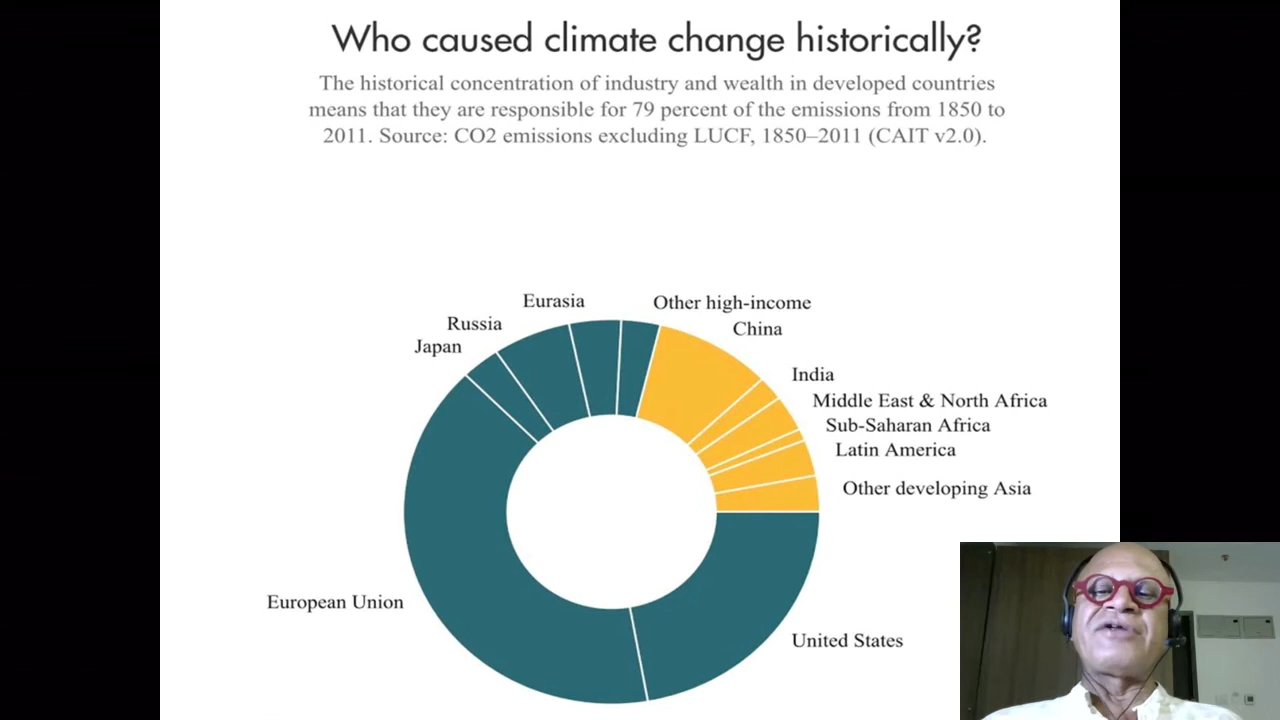 Who caused climate change historically?
The historical concentration of industry and wealth in developed countries
means that they are responsible for 79 percent of the emissions from 1850 to
2011. Source: CO2 emissions excluding LUCF, 1850–2011 (CAIT v2.0).
Eurasia
Other high-income
Russia
China
Japan
India
Middle East & North Africa
Sub-Saharan Africa
Latin America
Other developing Asia
European Union
United States